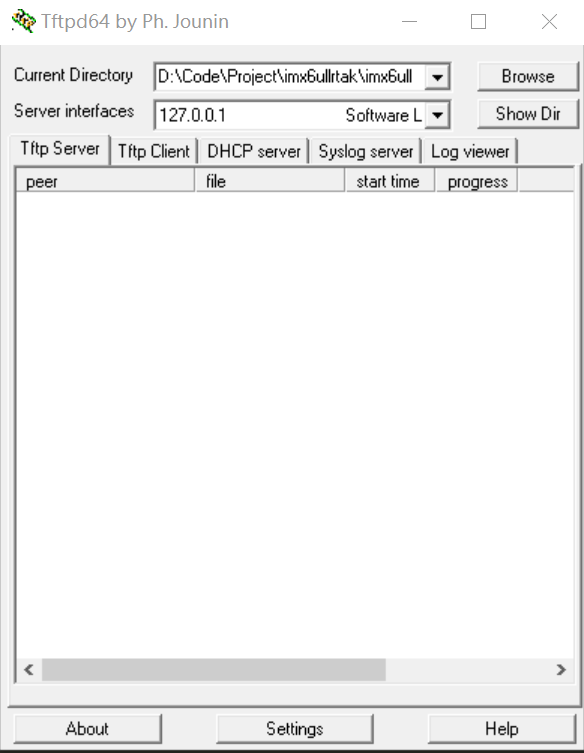 Tftpd64 by Ph. Jounin
Current Directory D:\Code\Project\imx6ullrtak\imx6ull Browse
Server interfaces 127.0.0.1 Software L Show Dir
Tftp Server Tftp Client DHCP server Syslog server Log viewer
peer file start time progress
About Settings Help